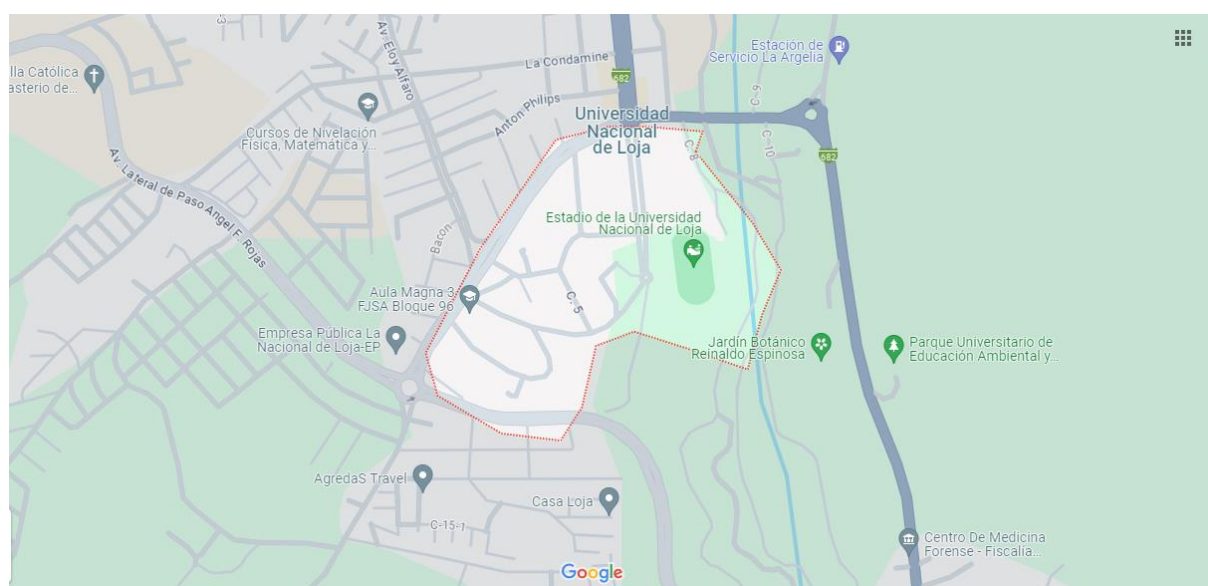 -3
Av. Eloy Alfaro
La Condamine
682
Estación de
Servicio La Argelia
lla Católica
asterio de...
Anton Philips
Universidad
Nacional
de Loja
C-9
C-10
Cursos de Nivelación
Física, Matemática y...
C-8
682
Av. Lateral de Paso Angel F. Rojas
Bacon
Estadio de la Universidad
Nacional de Loja
Aula Magna 3
FJSA Bloque 96
C-5
Empresa Pública La
Nacional de Loja-EP
Jardín Botánico
Reinaldo Espinosa
Parque Universitario de
Educación Ambiental y...
AgredaS Travel
Casa Loja
C-15-1
Centro De Medicina
Forense - Fiscalía...
Google